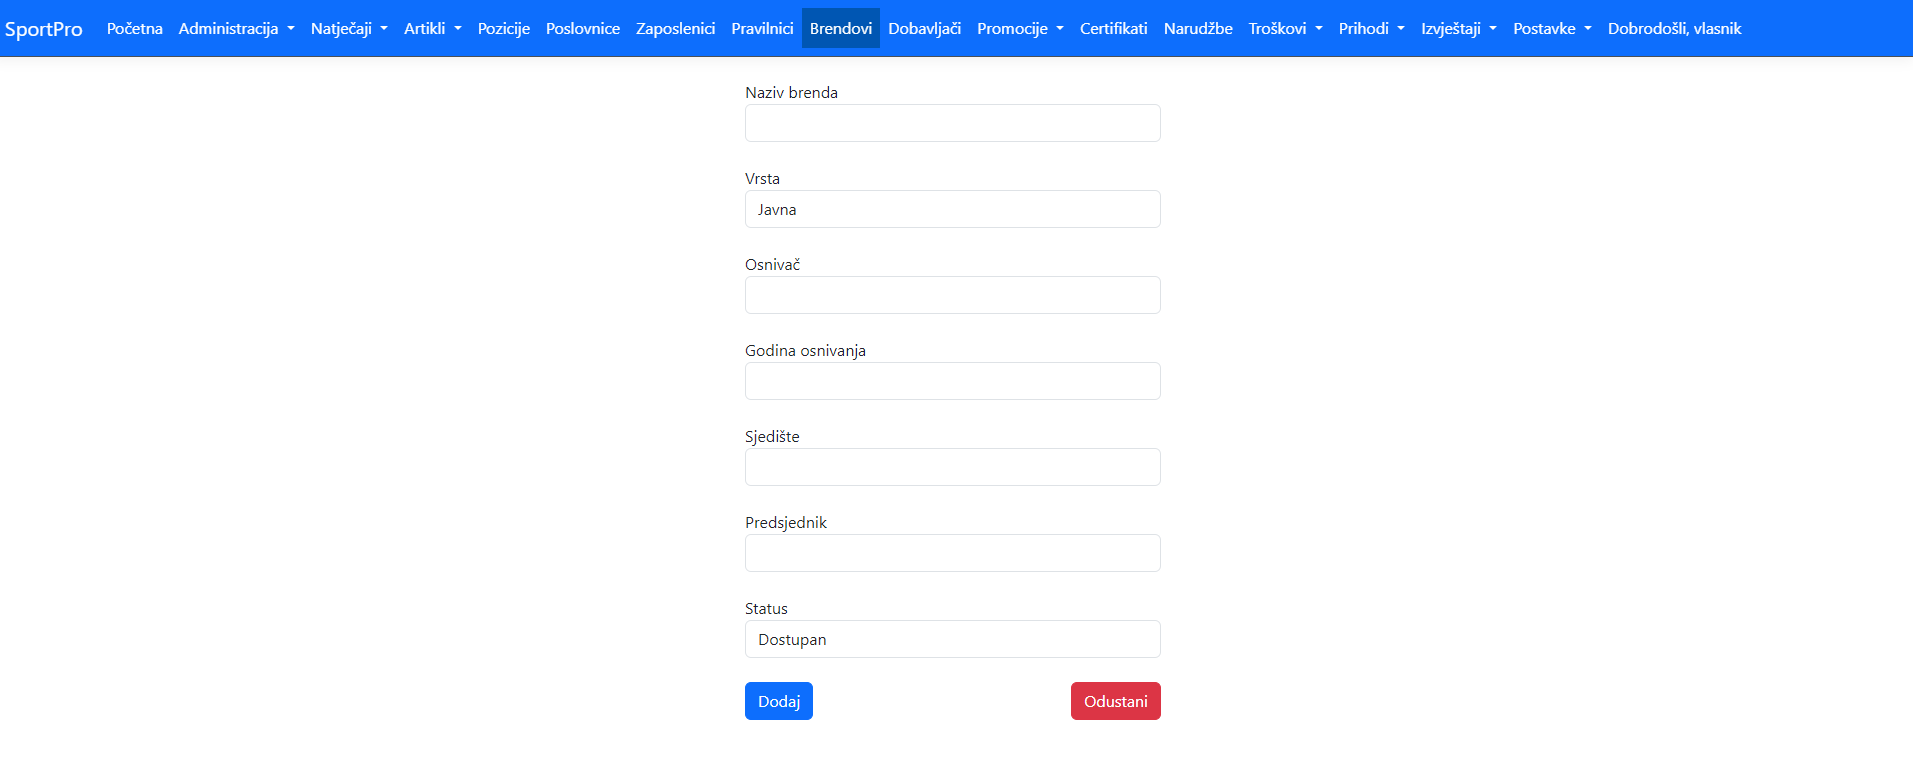 SportPro Početna Administracija Natječaji Artikli Pozicije Poslovnice Zaposlenici Pravilnici Brendovi Dobavljači Promocije Certifikati Narudžbe Troškovi Prihodi Izvještaji Postavke Dobrodošli, vlasnik
Naziv brenda
Vrsta
Javna
Osnivač
Godina osnivanja
Sjedište
Predsjednik
Status
Dostupan
Dodaj Odustani